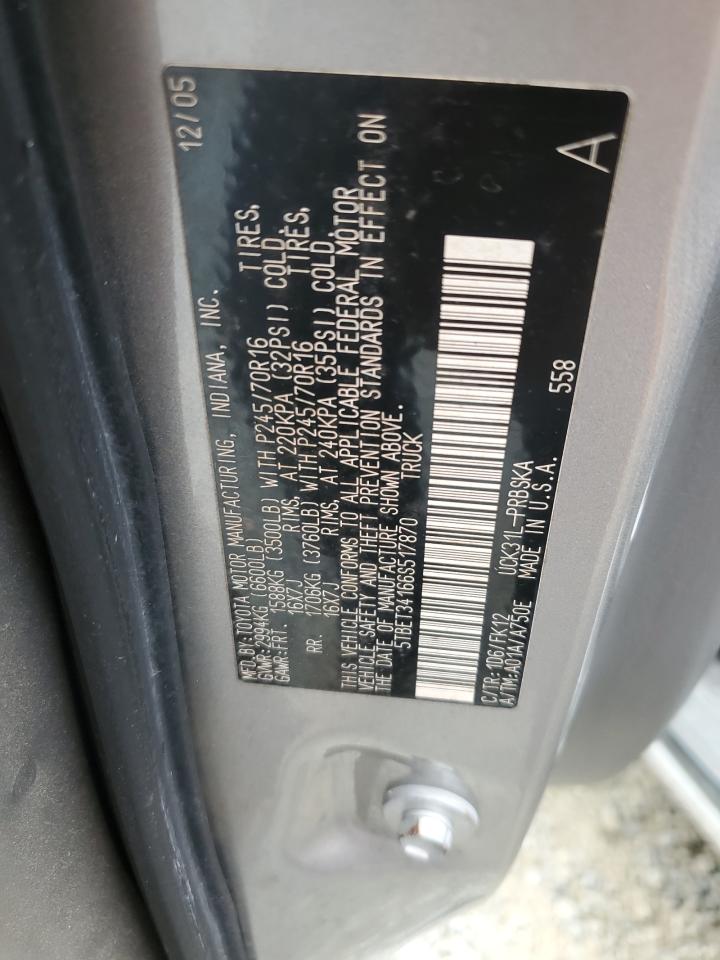 MFD.BY:TOYOTA MOTOR MANUFACTURING, INDIANA, INC. 12/05
GVWR:2994KG (6600LB)
GAWR:FRT. 1588KG (3500LB) WITH P245/70R16 TIRES,
16X7J RIMS, AT 220KPA (32PSI) COLD
RR. 1706KG (3760LB) WITH P245/70R16 TIRES,
16X7J RIMS, AT 240KPA (35PSI) COLD.
THIS VEHICLE CONFORMS TO ALL APPLICABLE FEDERAL MOTOR
VEHICLE SAFETY AND THEFT PREVENTION STANDARDS IN EFFECT ON
THE DATE OF MANUFACTURE SHOWN ABOVE.
5TBET34166S517870 TRUCK
C/TR:1D6/FK12 UCK31L-PRBSKA 558
A/TM:A01A/A750E MADE IN U.S.A. A